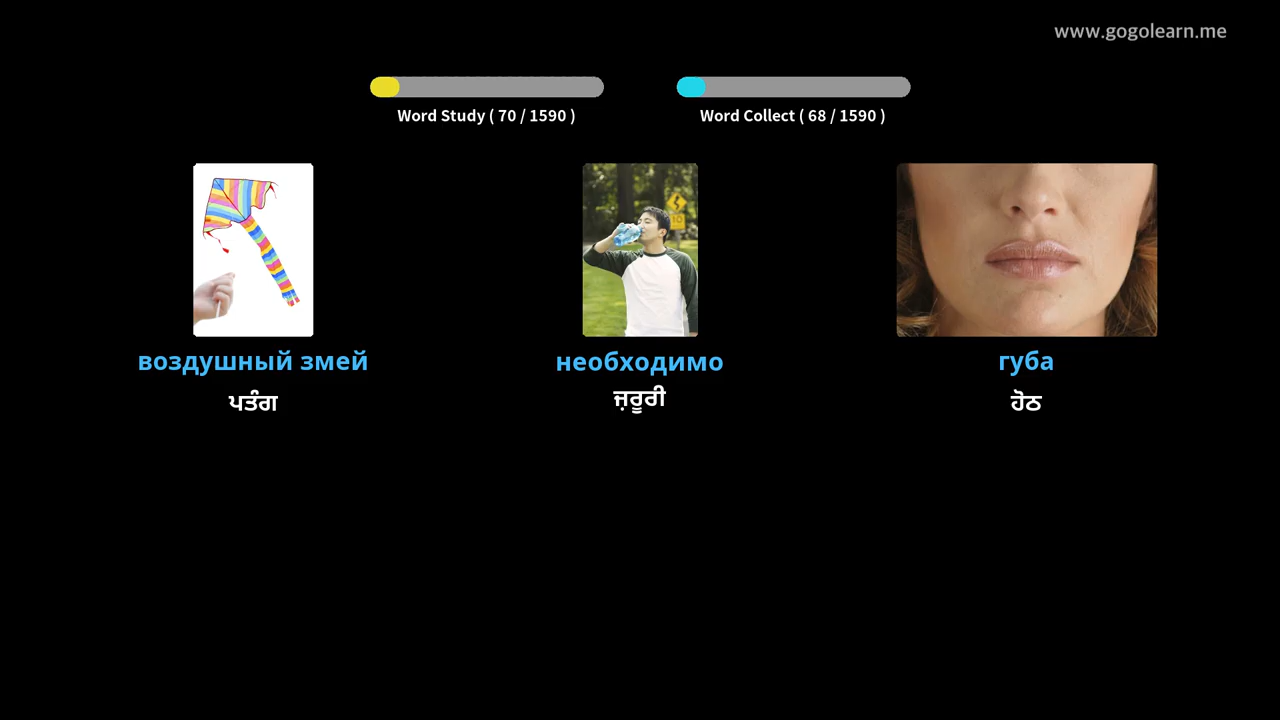 www.gogolearn.me
Word Study ( 70 / 1590 )
Word Collect ( 68 / 1590 )
воздушный змей
необходимо
губа
ਪਤੰਗ
ਜ਼ਰੂਰੀ
ਹੋਠ